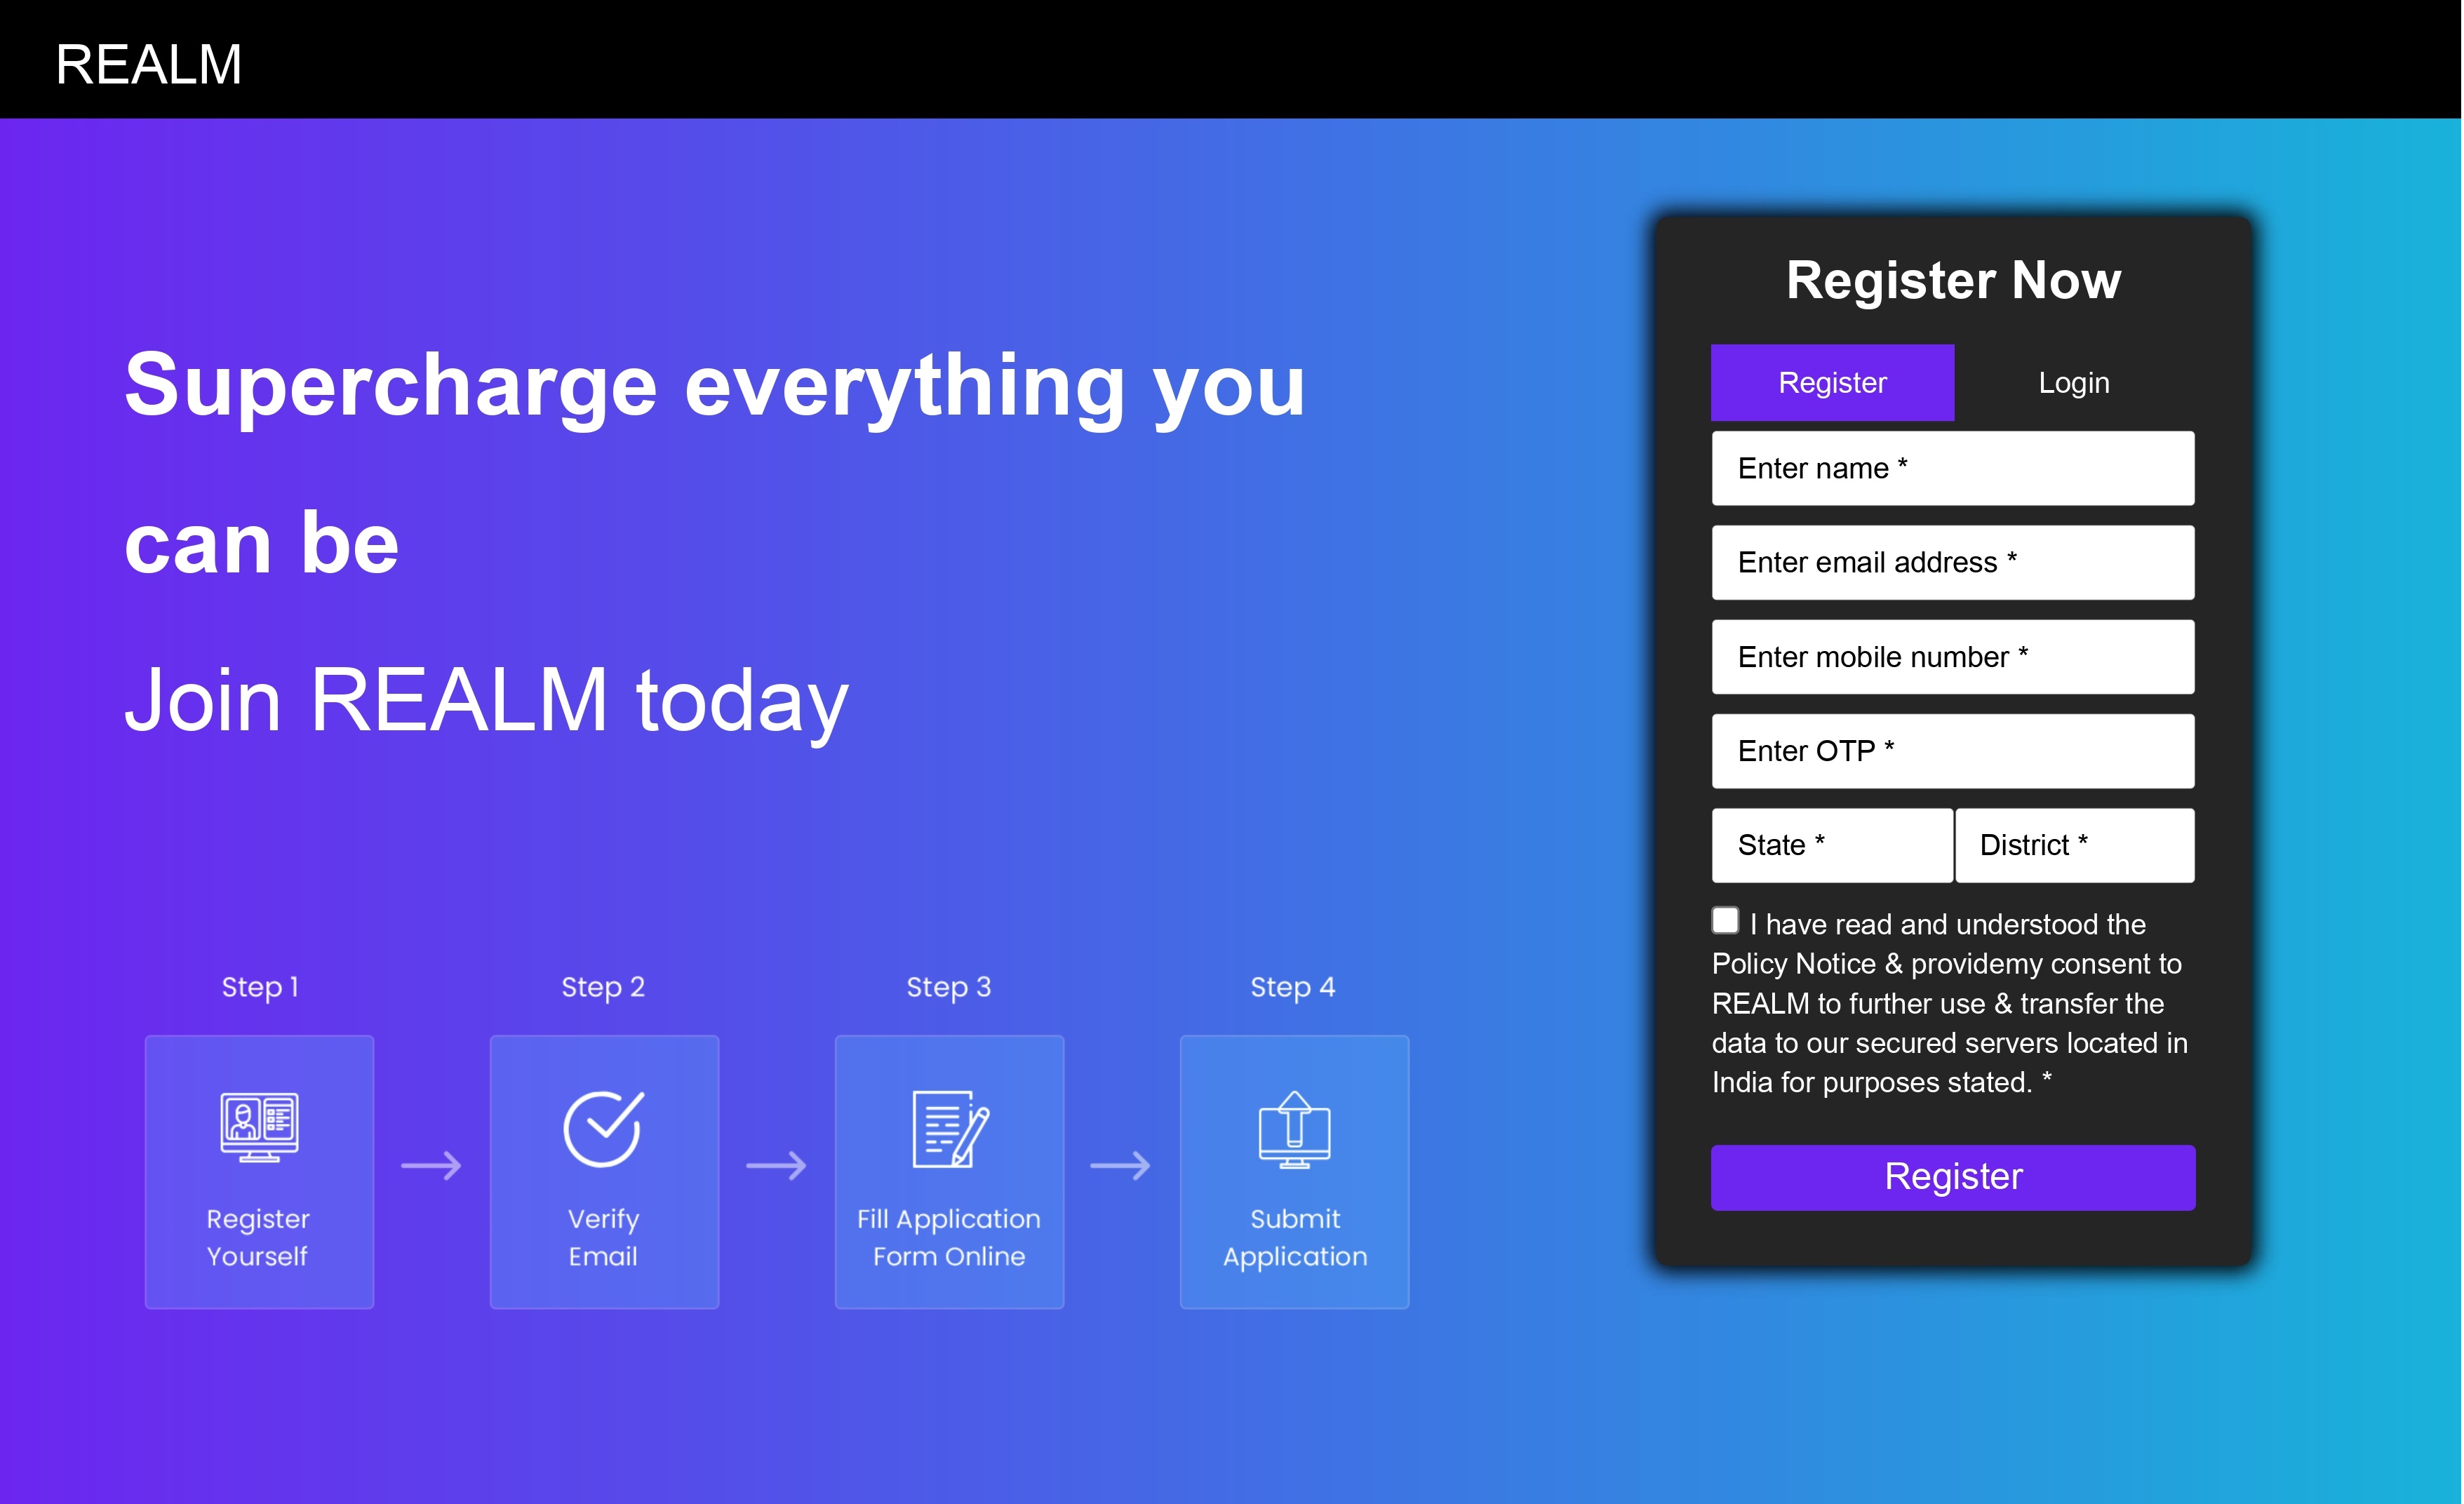 REALM
Supercharge everything you
can be
Join REALM today
Step 1
Register
Yourself
Step 2
Verify
Email
Step 3
Fill Application
Form Online
Step 4
Submit
Application
Register Now
Register Login
Enter name *
Enter email address *
Enter mobile number *
Enter OTP *
State * District *
I have read and understood the
Policy Notice & providemy consent to
REALM to further use & transfer the
data to our secured servers located in
India for purposes stated. *
Register